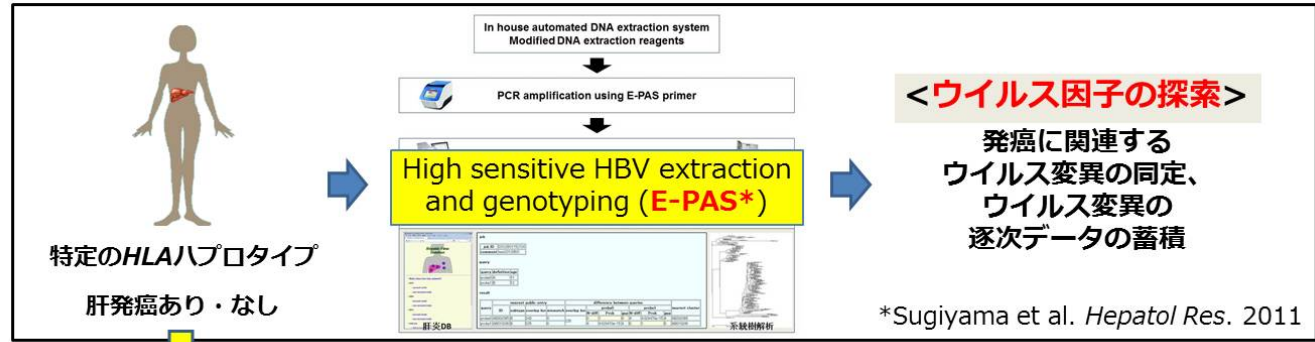 特定のHLAハプロタイプ
肝発癌あり・なし
In house automated DNA extraction system
Modified DNA extraction reagents
PCR amplification using E-PAS primer
High sensitive HBV extraction
and genotyping (E-PAS*)
肝炎DB
系統樹解析
<ウイルス因子の探索>
発癌に関連する
ウイルス変異の同定、
ウイルス変異の
逐次データの蓄積
*Sugiyama et al. Hepatol Res. 2011